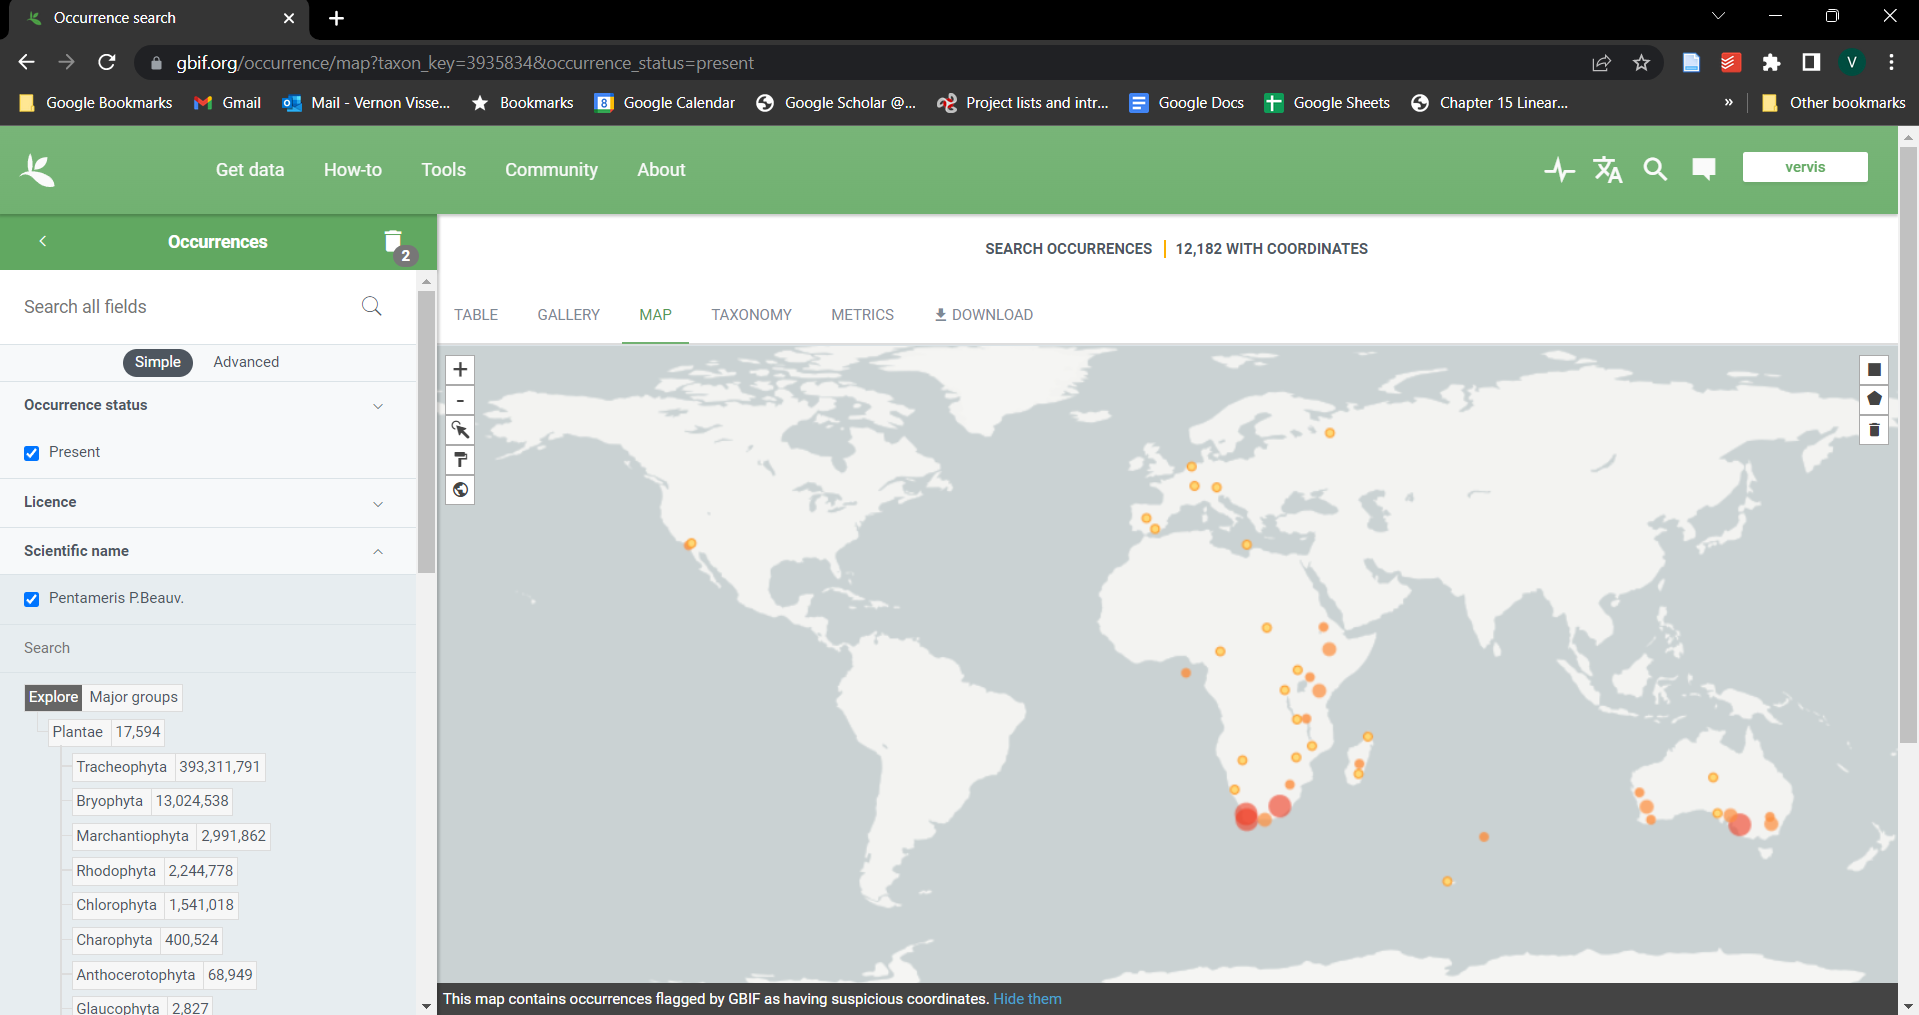 Occurrence search
gbif.org/occurrence/map?taxon_key=3935834&occurrence_status=present
V
Google Bookmarks
Gmail
Mail - Vernon Visse...
Bookmarks
8
Google Calendar
Google Scholar @...
Project lists and intr...
Google Docs
Google Sheets
Chapter 15 Linear...
»
Other bookmarks
Get data
How-to
Tools
Community
About
vervis
Occurrences
2
SEARCH OCCURRENCES | 12,182 WITH COORDINATES
Search all fields
TABLE
GALLERY
MAP
TAXONOMY
METRICS
DOWNLOAD
Simple
Advanced
+
-
Occurrence status
Present
Licence
Scientific name
Pentameris P.Beauv.
Search
Explore Major groups
Plantae 17,594
Tracheophyta 393,311,791
Bryophyta 13,024,538
Marchantiophyta 2,991,862
Rhodophyta 2,244,778
Chlorophyta 1,541,018
Charophyta 400,524
Anthocerotophyta 68,949
Glaucophyta 2,827
This map contains occurrences flagged by GBIF as having suspicious coordinates. Hide them